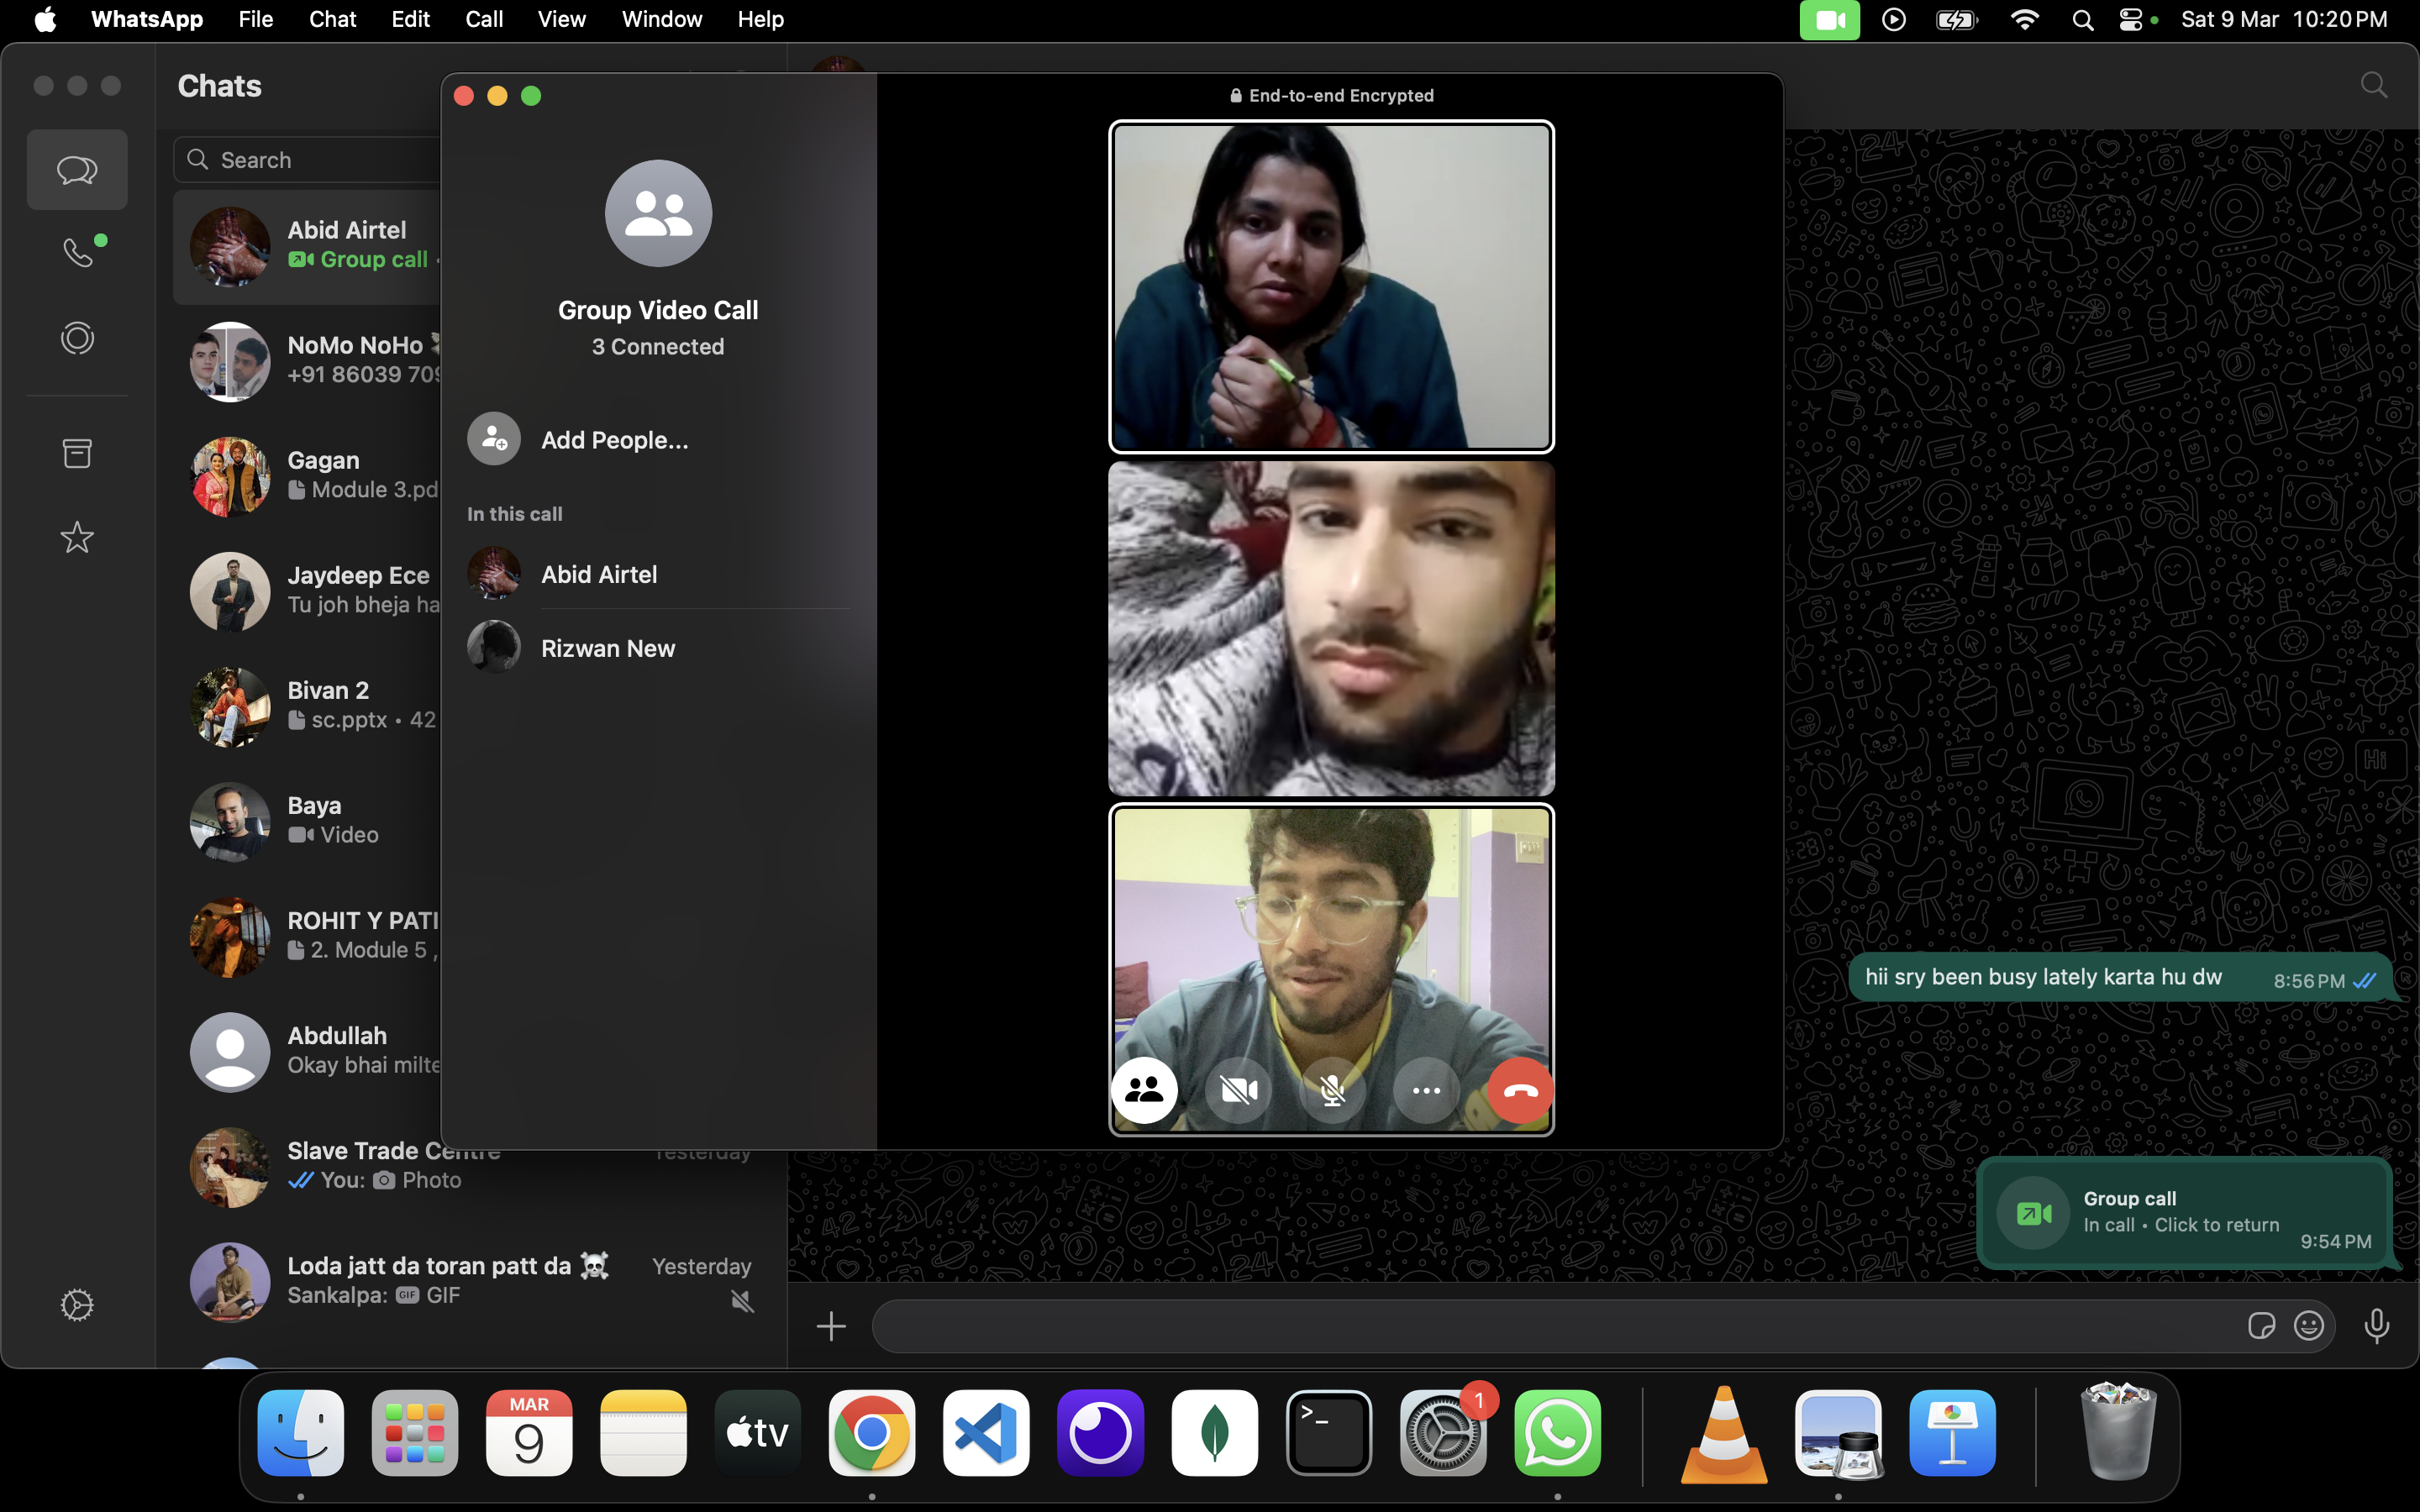 WhatsApp File Chat Edit Call View Window Help Sat 9 Mar 10:20 PM
Chats
Search
Abid Airtel
Group call
NoMo NoHo
+91 86039 709
Gagan
Module 3.pd
Jaydeep Ece
Tu joh bheja ha
Bivan 2
sc.pptx • 42
Baya
Video
ROHIT Y PATI
2. Module 5 ,
Abdullah
Okay bhai milte
Slave Trade Centre Yesterday
You: Photo
Loda jatt da toran patt da ☠️ Yesterday
Sankalpa: GIF GIF
Group Video Call
3 Connected
Add People...
In this call
Abid Airtel
Rizwan New
End-to-end Encrypted
hii sry been busy lately karta hu dw 8:56 PM
Group call
In call • Click to return
9:54 PM
MAR
9
tv
>_
1